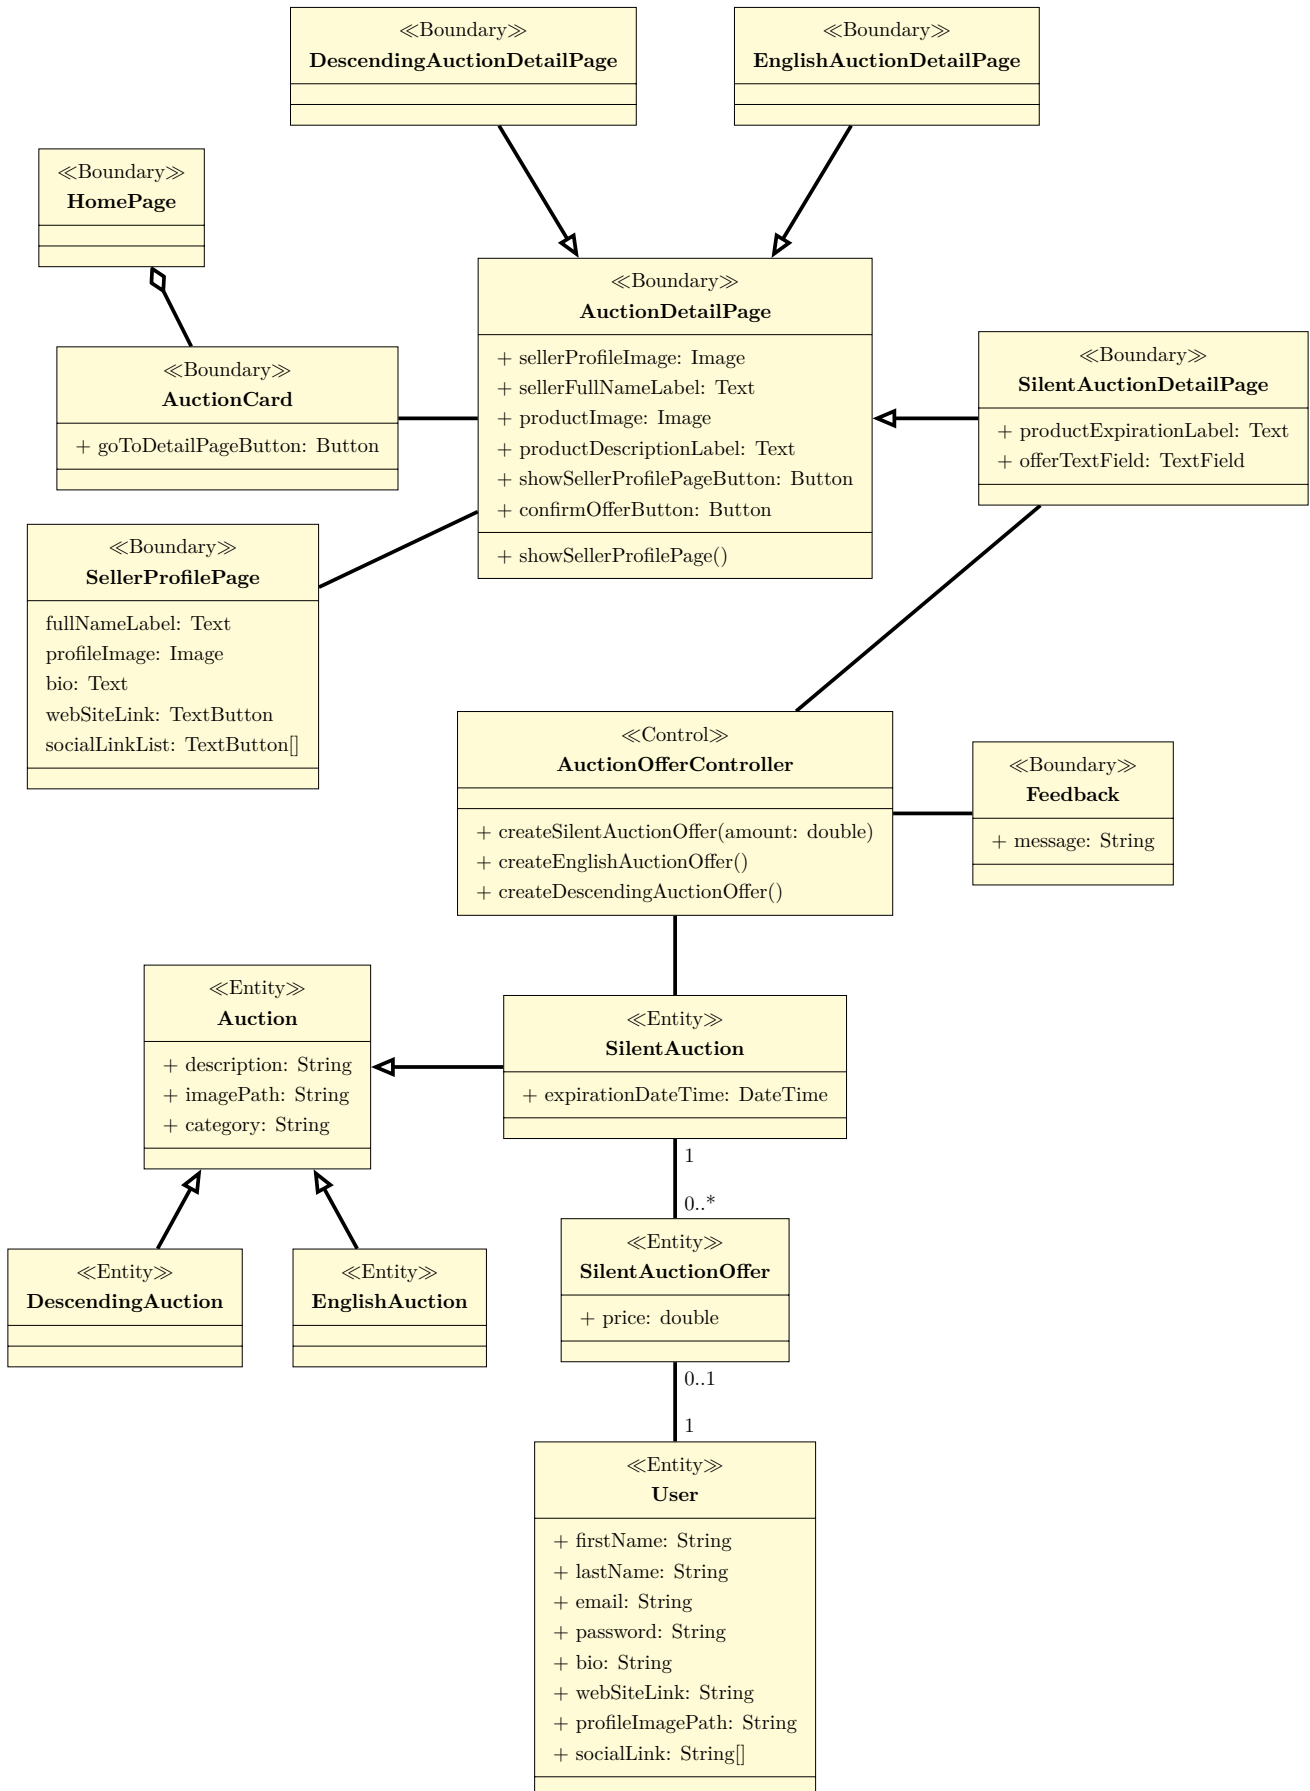 ≪Boundary≫
DescendingAuctionDetailPage
≪Boundary≫
EnglishAuctionDetailPage
≪Boundary≫
HomePage
≪Boundary≫
AuctionDetailPage
+ sellerProfileImage: Image
+ sellerFullNameLabel: Text
+ productImage: Image
+ productDescriptionLabel: Text
+ showSellerProfilePageButton: Button
+ confirmOfferButton: Button
+ showSellerProfilePage()
≪Boundary≫
AuctionCard
+ goToDetailPageButton: Button
≪Boundary≫
SilentAuctionDetailPage
+ productExpirationLabel: Text
+ offerTextField: TextField
≪Boundary≫
SellerProfilePage
fullNameLabel: Text
profileImage: Image
bio: Text
webSiteLink: TextButton
socialLinkList: TextButton[]
≪Control≫
AuctionOfferController
+ createSilentAuctionOffer(amount: double)
+ createEnglishAuctionOffer()
+ createDescendingAuctionOffer()
≪Boundary≫
Feedback
+ message: String
≪Entity≫
Auction
+ description: String
+ imagePath: String
+ category: String
≪Entity≫
SilentAuction
+ expirationDateTime: DateTime
1
0..*
≪Entity≫
DescendingAuction
≪Entity≫
EnglishAuction
≪Entity≫
SilentAuctionOffer
+ price: double
0..1
1
≪Entity≫
User
+ firstName: String
+ lastName: String
+ email: String
+ password: String
+ bio: String
+ webSiteLink: String
+ profileImagePath: String
+ socialLink: String[]